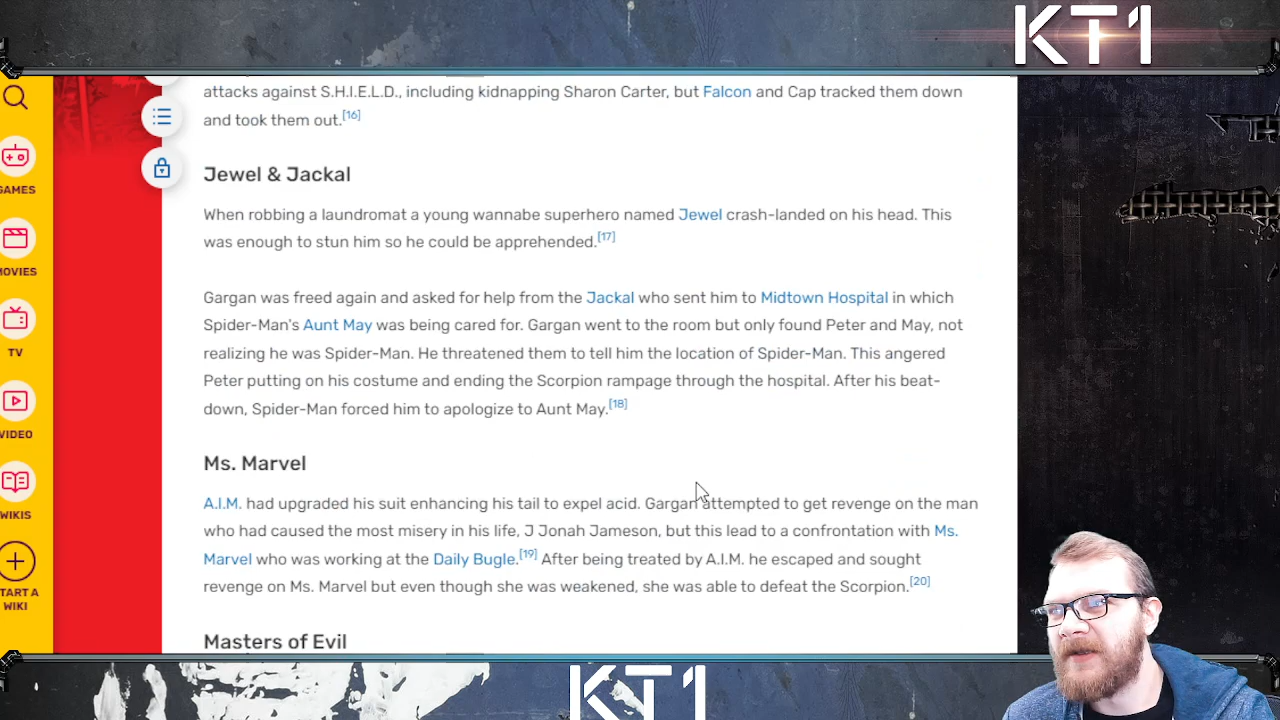 KT1
attacks against S.H.I.E.L.D., including kidnapping Sharon Carter, but Falcon and Cap tracked them down
and took them out.[16]
Jewel & Jackal
When robbing a laundromat a young wannabe superhero named Jewel crash-landed on his head. This
was enough to stun him so he could be apprehended.[17]
Gargan was freed again and asked for help from the Jackal who sent him to Midtown Hospital in which
Spider-Man's Aunt May was being cared for. Gargan went to the room but only found Peter and May, not
realizing he was Spider-Man. He threatened them to tell him the location of Spider-Man. This angered
Peter putting on his costume and ending the Scorpion rampage through the hospital. After his beat-
down, Spider-Man forced him to apologize to Aunt May.[18]
Ms. Marvel
A.I.M. had upgraded his suit enhancing his tail to expel acid. Gargan attempted to get revenge on the man
who had caused the most misery in his life, J Jonah Jameson, but this lead to a confrontation with Ms.
Marvel who was working at the Daily Bugle.[19] After being treated by A.I.M. he escaped and sought
revenge on Ms. Marvel but even though she was weakened, she was able to defeat the Scorpion.[20]
Masters of Evil
GAMES
MOVIES
TV
VIDEO
WIKIS
TART A
WIKI
KT1